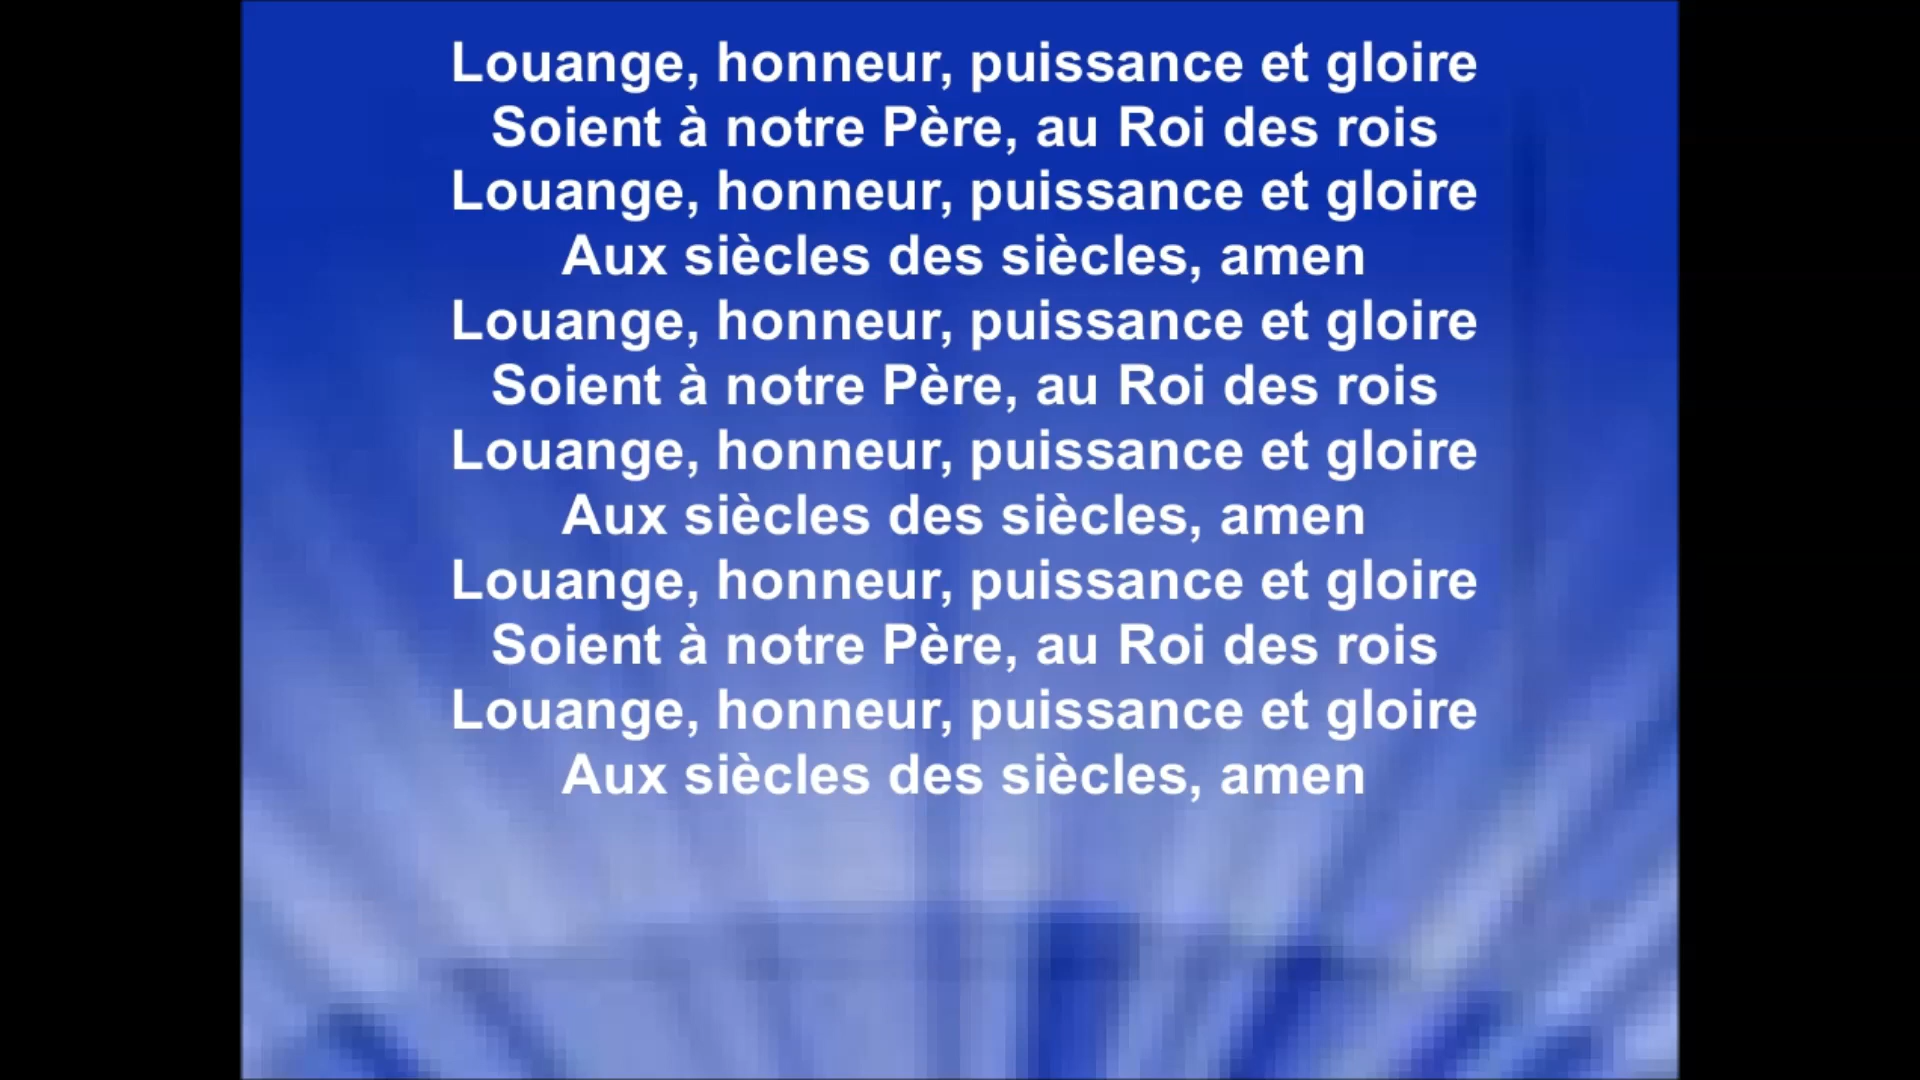 Louange, honneur, puissance et gloire
Soient à notre Père, au Roi des rois
Louange, honneur, puissance et gloire
Aux siècles des siècles, amen
Louange, honneur, puissance et gloire
Soient à notre Père, au Roi des rois
Louange, honneur, puissance et gloire
Aux siècles des siècles, amen
Louange, honneur, puissance et gloire
Soient à notre Père, au Roi des rois
Louange, honneur, puissance et gloire
Aux siècles des siècles, amen